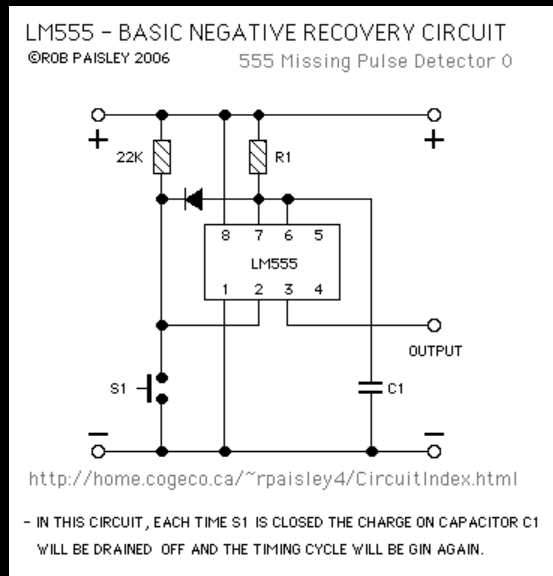 LM555 - BASIC NEGATIVE RECOVERY CIRCUIT
©ROB PAISLEY 2006
555 Missing Pulse Detector 0
+
+
22K
R1
8 7 6 5
LM555
1 2 3 4
OUTPUT
S1
C1
−
−
http://home.cogeco.ca/~rpaisley4/CircuitIndex.html
- IN THIS CIRCUIT, EACH TIME S1 IS CLOSED THE CHARGE ON CAPACITOR C1
WILL BE DRAINED OFF AND THE TIMING CYCLE WILL BE GIN AGAIN.